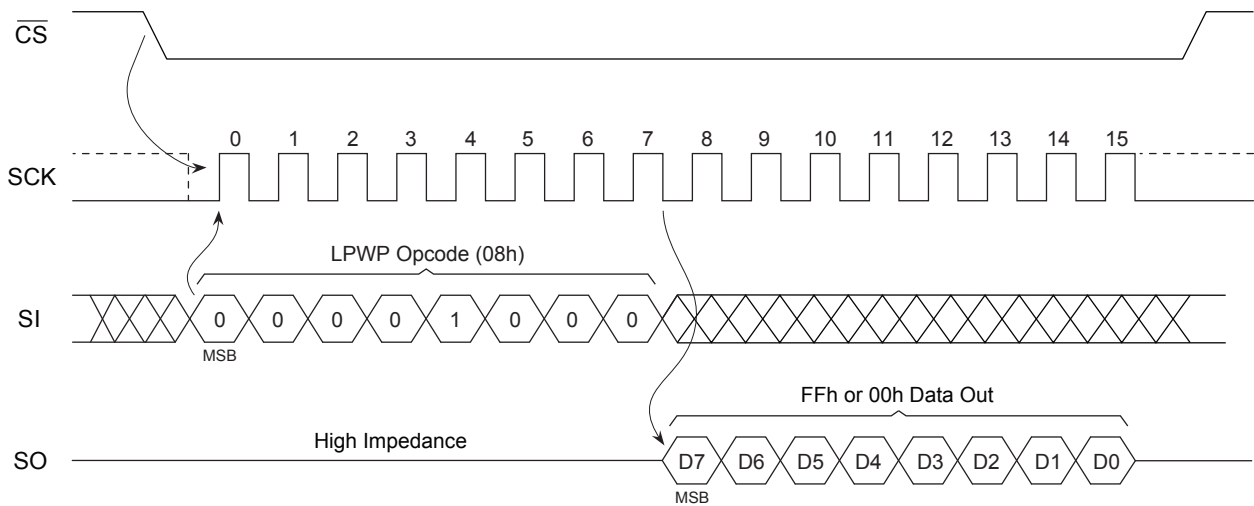 CS
0 1 2 3 4 5 6 7 8 9 10 11 12 13 14 15
SCK
LPWP Opcode (08h)
SI
0 0 0 0 1 0 0 0
MSB
FFh or 00h Data Out
High Impedance
SO
D7 D6 D5 D4 D3 D2 D1 D0
MSB